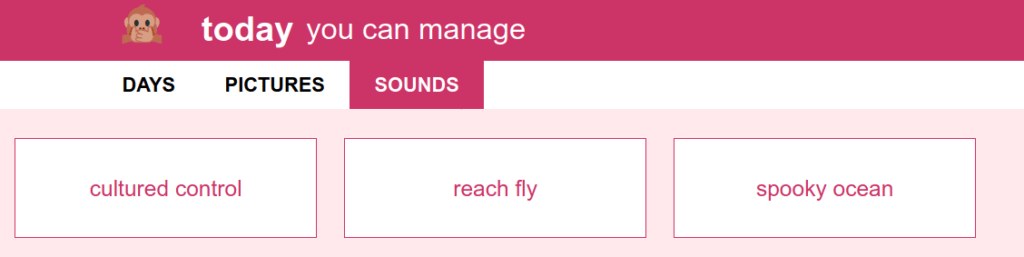 today you can manage
DAYS PICTURES SOUNDS
cultured control reach fly spooky ocean